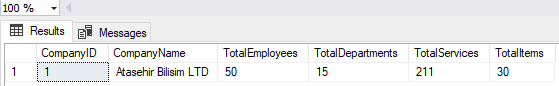 100 %
Results Messages
CompanyID CompanyName TotalEmployees TotalDepartments TotalServices TotalItems
1 1 Atasehir Bilisim LTD 50 15 211 30